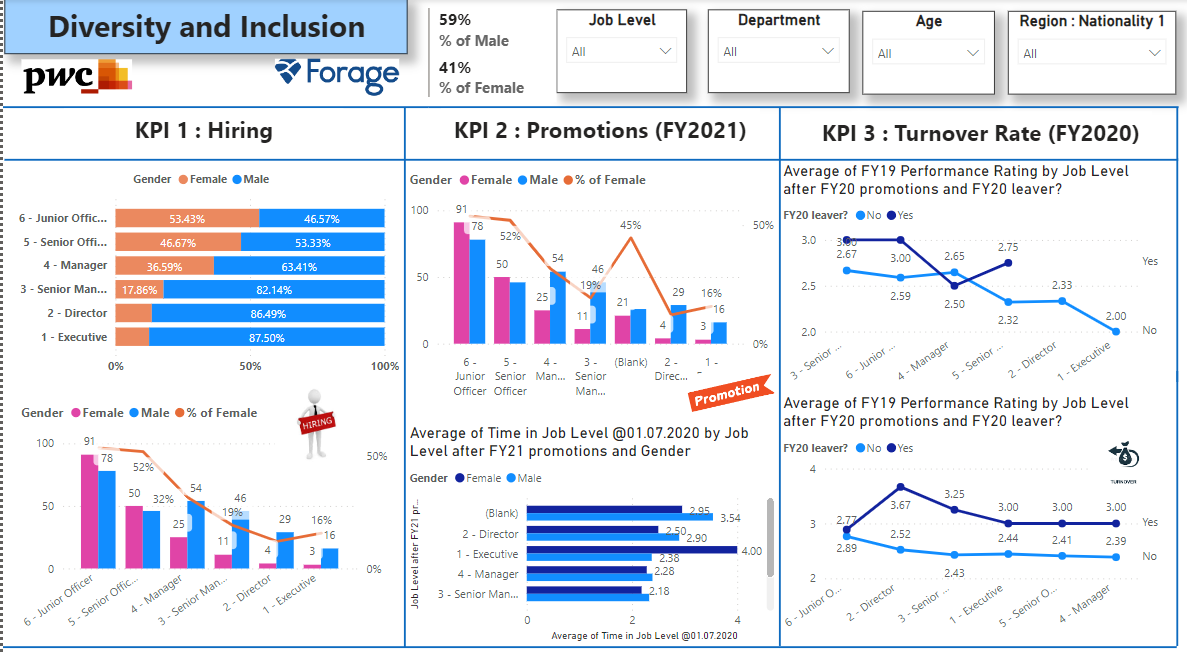 Diversity and Inclusion
pwc
Forage
59%
% of Male
41%
% of Female
Job Level
All
Department
All
Age
All
Region : Nationality 1
All
KPI 1 : Hiring
Gender Female Male
6 - Junior Offic... 53.43% 46.57%
5 - Senior Offi... 46.67% 53.33%
4 - Manager 36.59% 63.41%
3 - Senior Man... 17.86% 82.14%
2 - Director 86.49%
1 - Executive 87.50%
0% 50% 100%
HIRING
Gender Female Male % of Female
100
50
0
50%
0%
91 78
50 52%
32% 25 54
11 19% 46
4 29
3 16% 16
6 - Junior Officer
5 - Senior Offic...
4 - Manager
3 - Senior Man...
2 - Director
1 - Executive
KPI 2 : Promotions (FY2021)
Gender Female Male % of Female
100
50
0
50%
0%
91 78
50 52%
25 54
11 19% 46
21 45%
4 29
3 16% 16
6 - Junior Officer
5 - Senior Officer
4 - Man...
3 - Senior Man...
(Blank)
2 - Direc...
1 -
Promotion
Average of Time in Job Level @01.07.2020 by Job
Level after FY21 promotions and Gender
Gender Female Male
Job Level after FY21 pr...
(Blank) 2.95 3.54
2 - Director 2.50 2.90
1 - Executive 4.00 2.38
4 - Manager 2.28
3 - Senior Man... 2.18
0 2 4
Average of Time in Job Level @01.07.2020
KPI 3 : Turnover Rate (FY2020)
Average of FY19 Performance Rating by Job Level
after FY20 promotions and FY20 leaver?
FY20 leaver? No Yes
3.0
2.5
2.0
3.00 2.67
3.00 2.59
2.65 2.50
2.75 2.32
2.33
2.00
Yes
No
3 - Senior ...
6 - Junior ...
4 - Manager
5 - Senior ...
2 - Director
1 - Executive
Average of FY19 Performance Rating by Job Level
after FY20 promotions and FY20 leaver?
FY20 leaver? No Yes
TURNOVER
4
3
2
2.77 2.89
3.67 2.52
3.25 2.43
3.00 2.44
3.00 2.41
3.00 2.39
Yes
No
6 - Junior O...
2 - Director
3 - Senior ...
1 - Executive
5 - Senior O...
4 - Manager